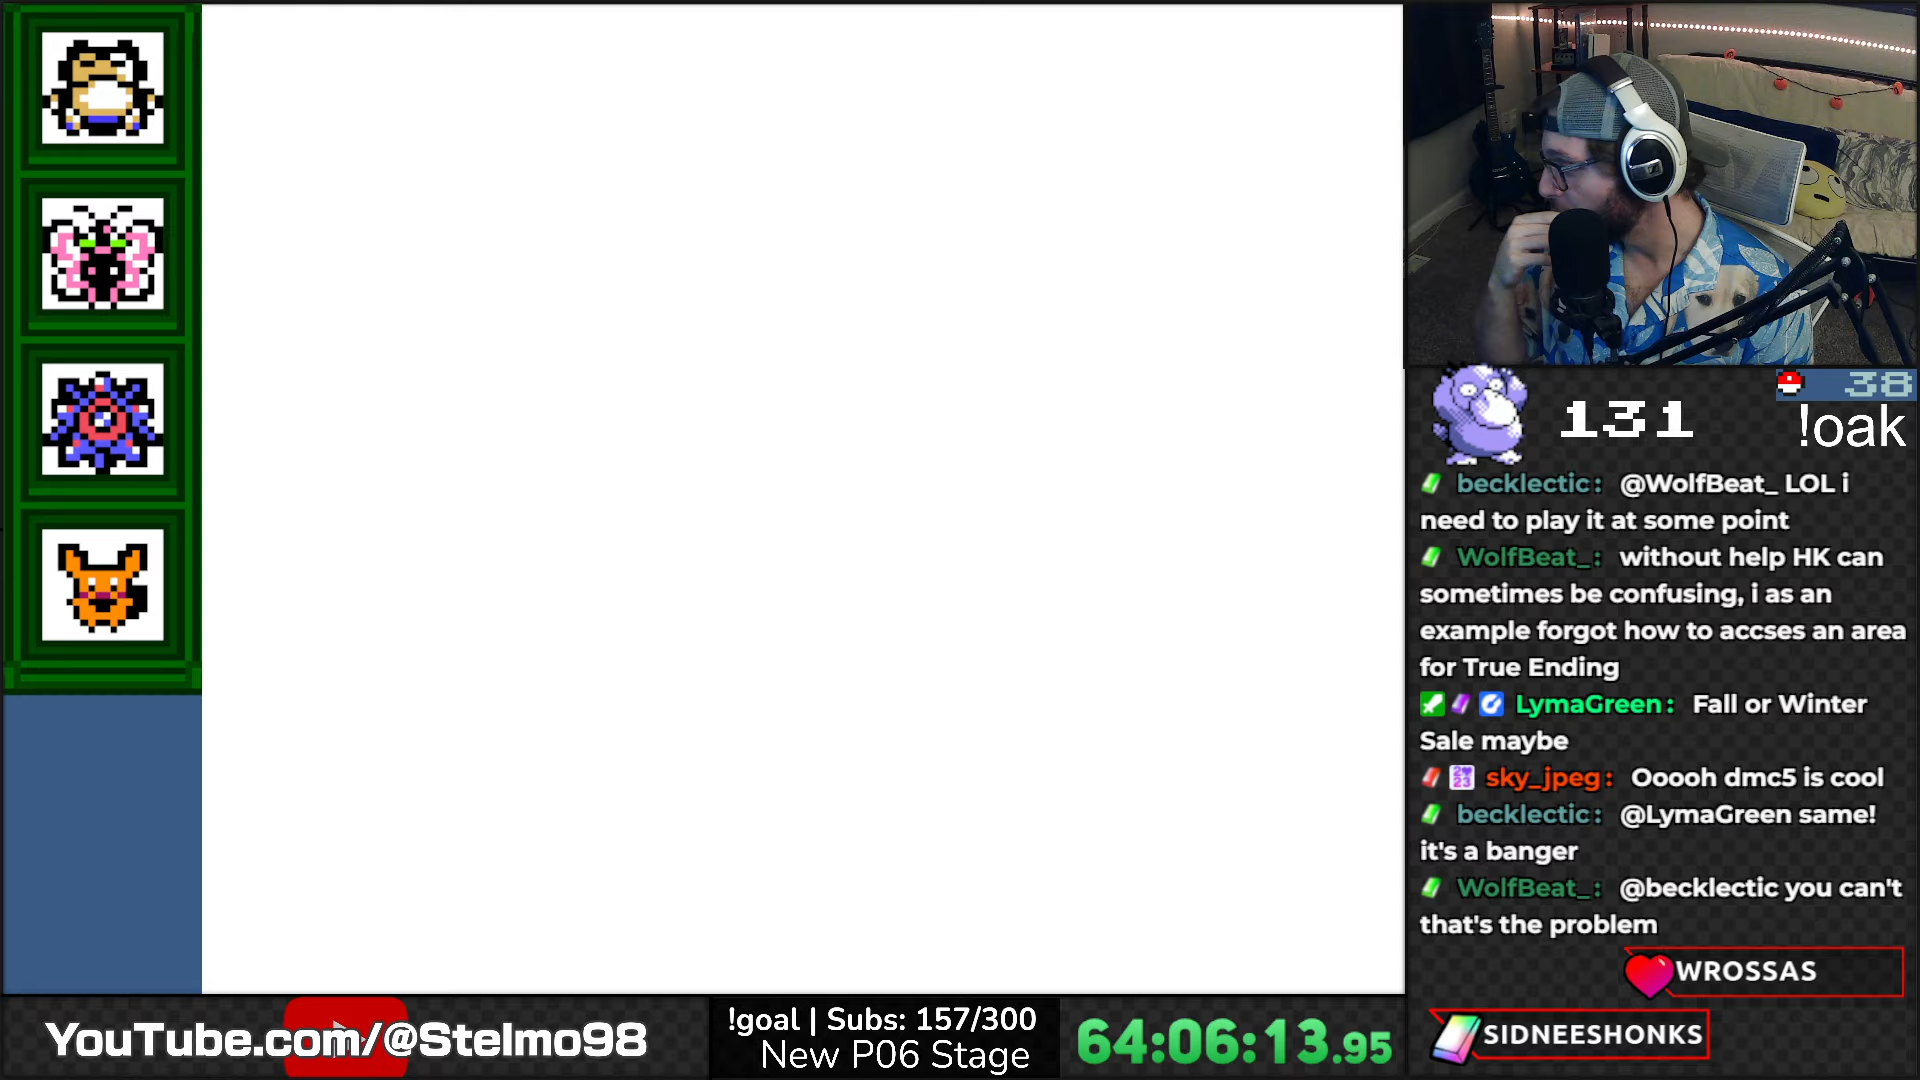 38
131
!oak
becklectic: @WolfBeat_ LOL i
need to play it at some point
WolfBeat_: without help HK can
sometimes be confusing, i as an
example forgot how to accses an area
for True Ending
LymaGreen: Fall or Winter
Sale maybe
sky_jpeg: Ooooh dmc5 is cool
becklectic: @LymaGreen same!
it's a banger
WolfBeat_: @becklectic you can't
that's the problem
WROSSAS
SIDNEESHONKS
YouTube.com/@Stelmo98
!goal | Subs: 157/300
New P06 Stage
64:06:13.95